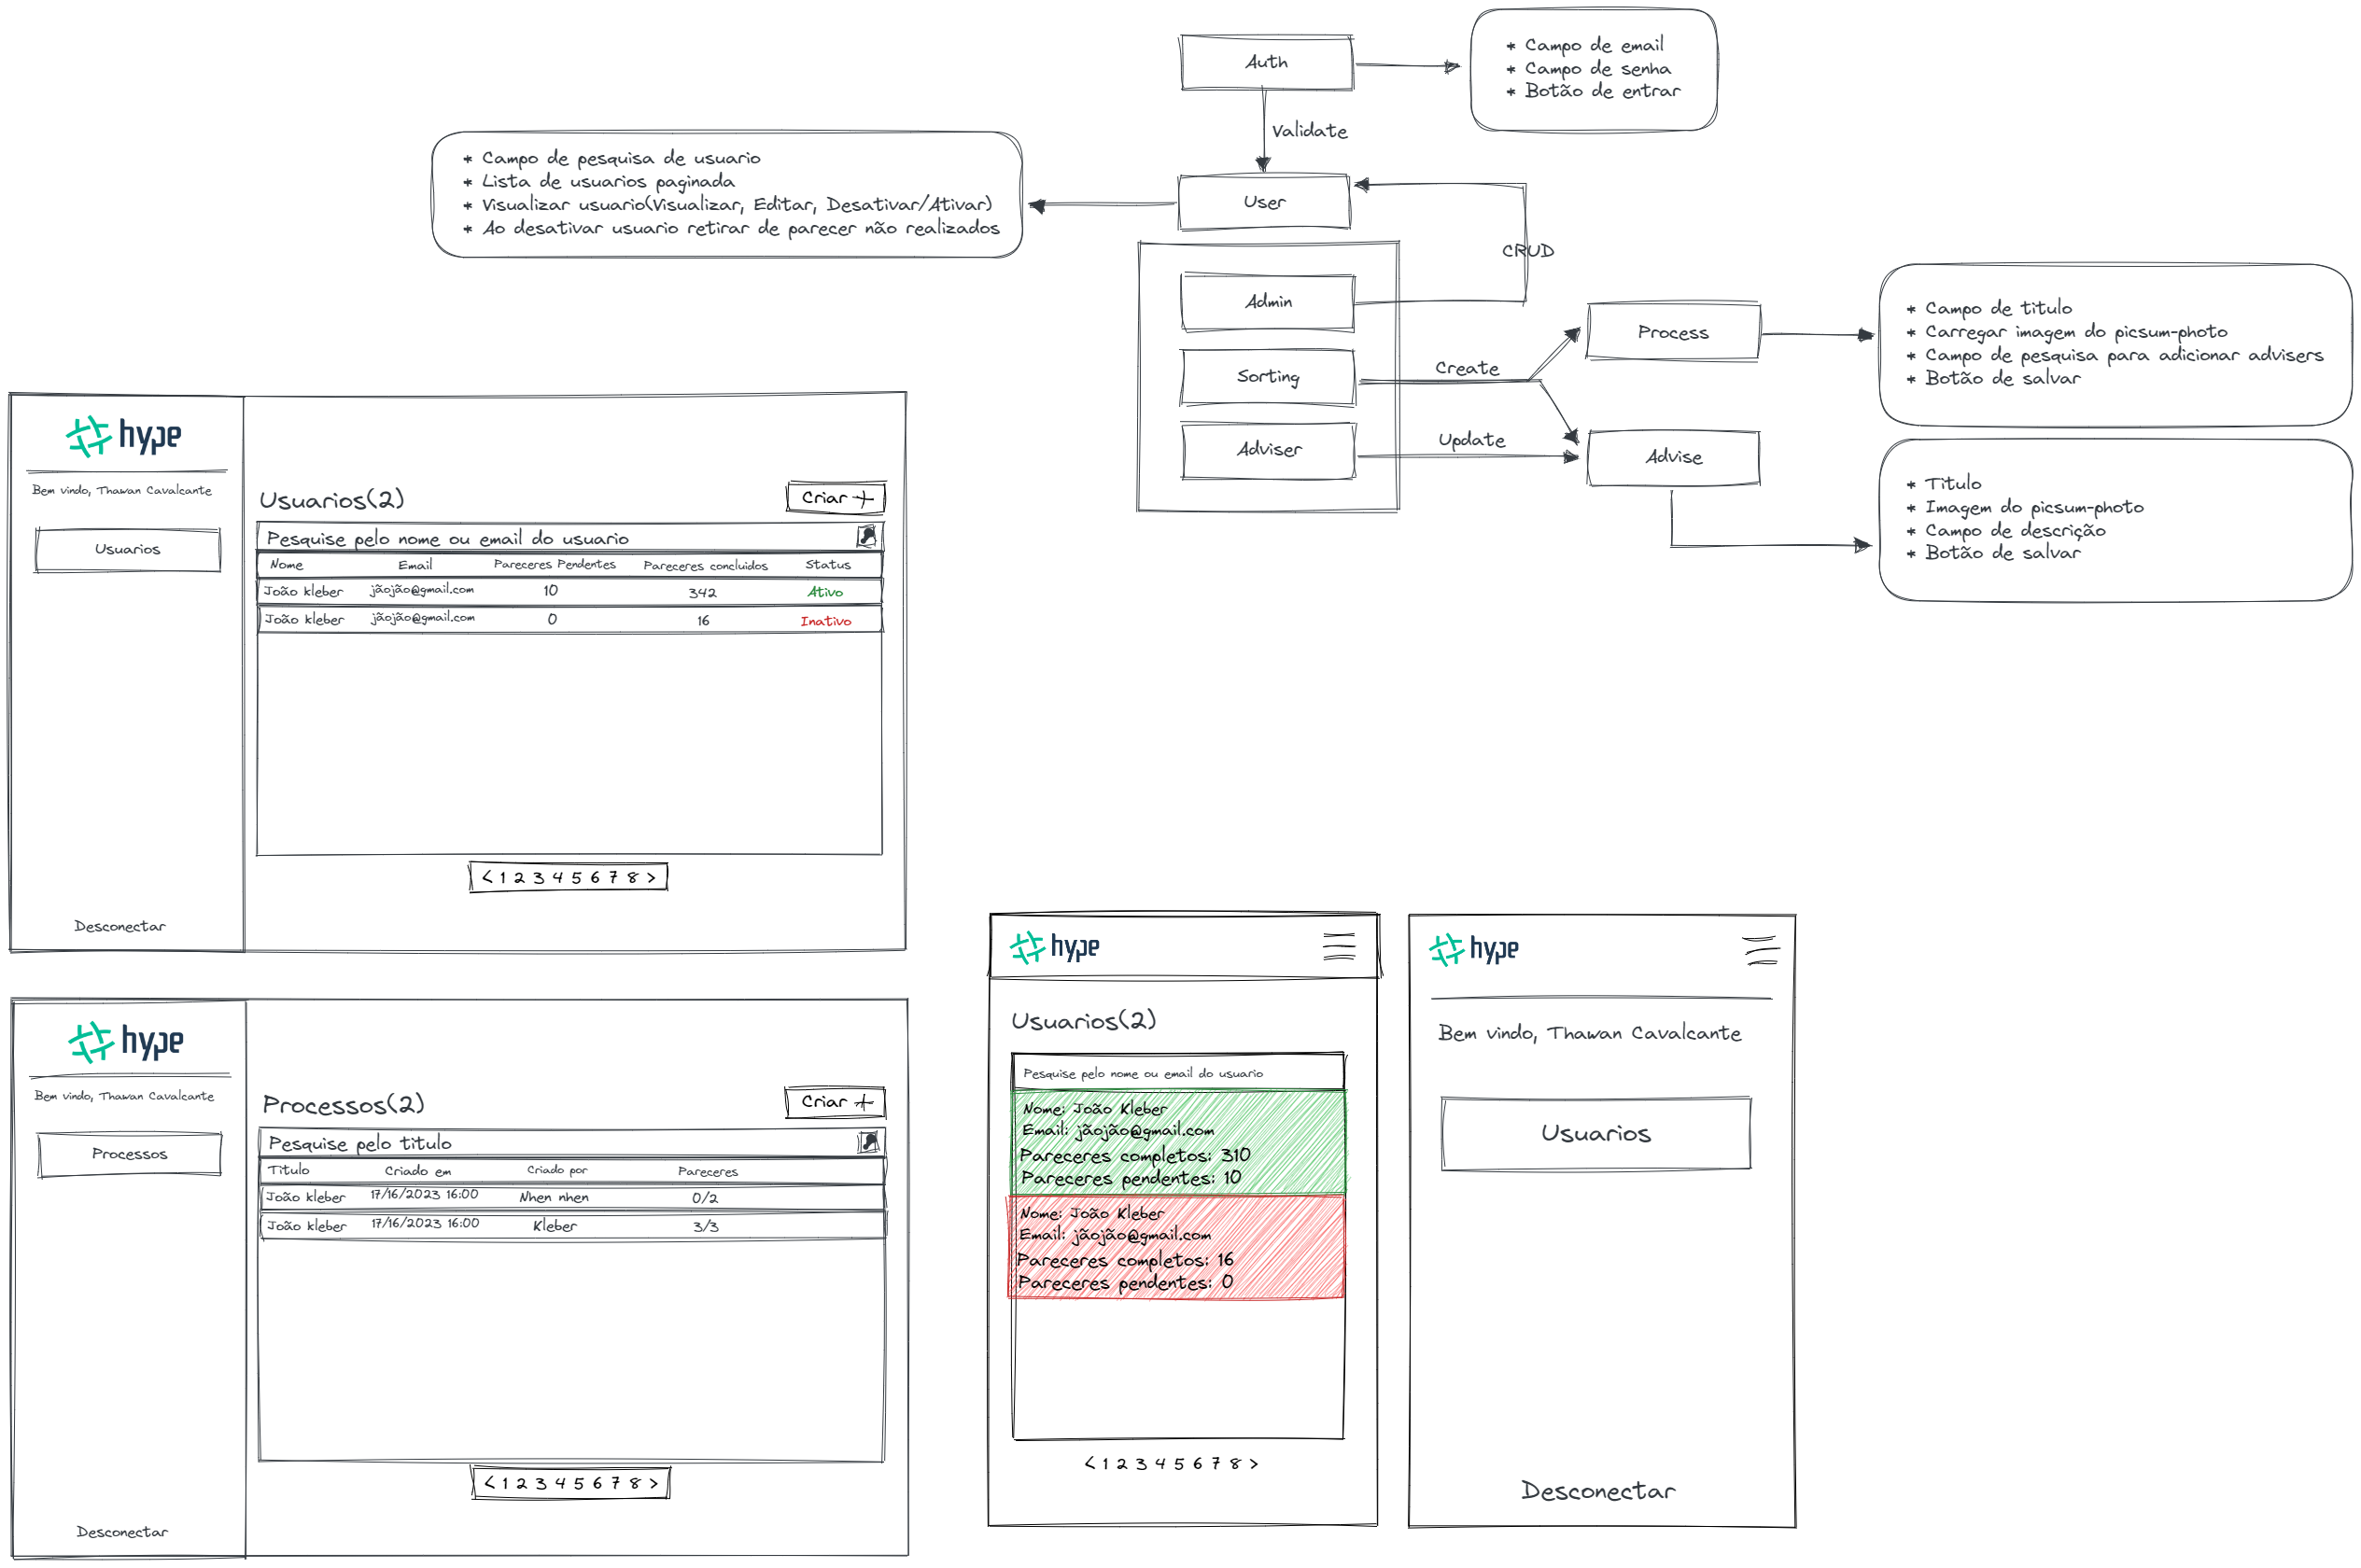 Auth
* Campo de email
* Campo de senha
* Botão de entrar
Validate
* Campo de pesquisa de usuario
* Lista de usuarios paginada
* Visualizar usuario(Visualizar, Editar, Desativar/Ativar)
* Ao desativar usuario retirar de parecer não realizados
User
CRUD
Admin
Sorting
Adviser
Create
Update
Process
Advise
* Campo de titulo
* Carregar imagem do picsum-photo
* Campo de pesquisa para adicionar advisers
* Botão de salvar
* Titulo
* Imagem do picsum-photo
* Campo de descrição
* Botão de salvar
hype
Bem vindo, Thawan Cavalcante
Usuarios
Desconectar
Usuarios(2)
Criar +
Pesquise pelo nome ou email do usuario
Nome Email Pareceres Pendentes Pareceres concluidos Status
João kleber jãojão@gmail.com 10 342 Ativo
João kleber jãojão@gmail.com 0 16 Inativo
< 1 2 3 4 5 6 7 8 >
hype
Bem vindo, Thawan Cavalcante
Processos
Desconectar
Processos(2)
Criar +
Pesquise pelo titulo
Titulo Criado em Criado por Pareceres
João kleber 17/16/2023 16:00 Nhen nhen 0/2
João kleber 17/16/2023 16:00 Kleber 3/3
< 1 2 3 4 5 6 7 8 >
hype
Usuarios(2)
Pesquise pelo nome ou email do usuario
Nome: João Kleber
Email: jãojão@gmail.com
Pareceres completos: 310
Pareceres pendentes: 10
Nome: João Kleber
Email: jãojão@gmail.com
Pareceres completos: 16
Pareceres pendentes: 0
< 1 2 3 4 5 6 7 8 >
hype
Bem vindo, Thawan Cavalcante
Usuarios
Desconectar